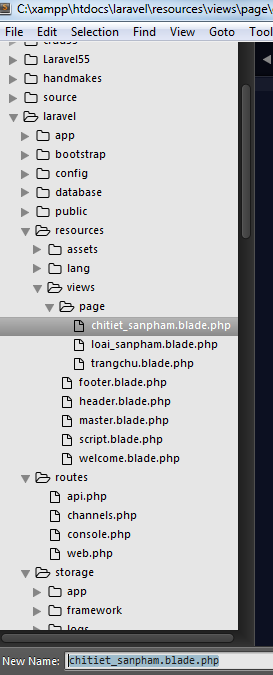 C:\xampp\htdocs\laravel\resources\views\page\
File Edit Selection Find View Goto Tool
crud55
Laravel55
handmakes
source
laravel
app
bootstrap
config
database
public
resources
assets
lang
views
page
chitiet_sanpham.blade.php
loai_sanpham.blade.php
trangchu.blade.php
footer.blade.php
header.blade.php
master.blade.php
script.blade.php
welcome.blade.php
routes
api.php
channels.php
console.php
web.php
storage
app
framework
logs
New Name: chitiet_sanpham.blade.php